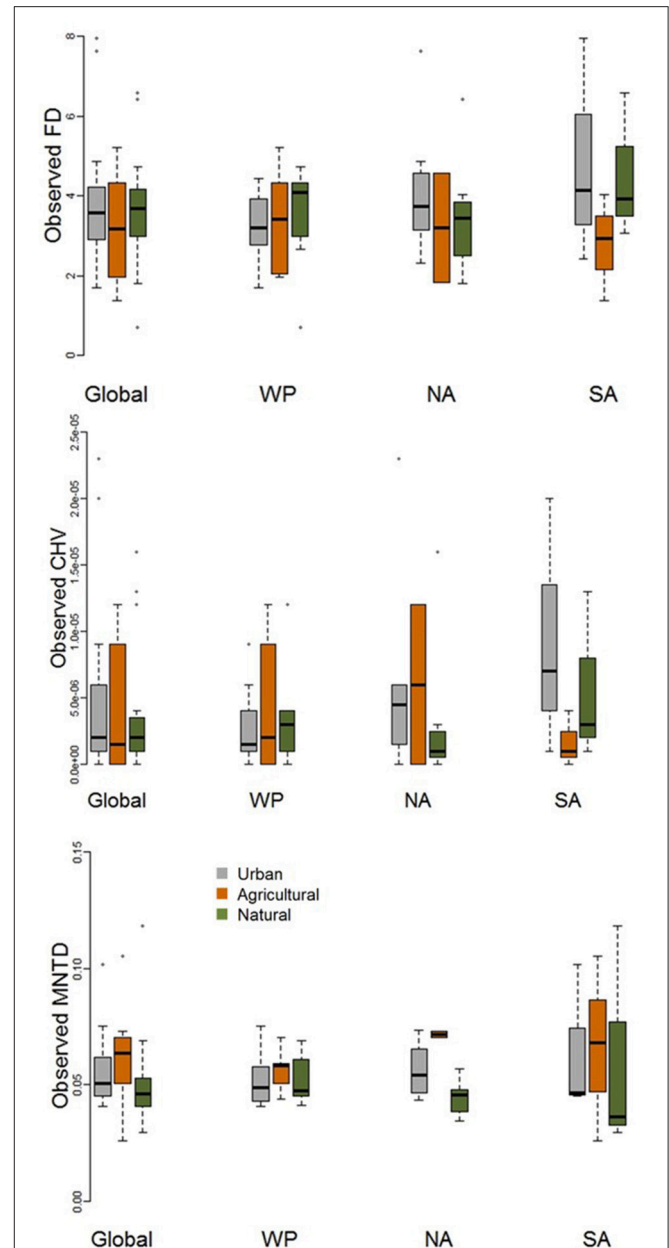 Observed FD
8
6
4
2
0
Global WP NA SA
Observed CHV
2.5e-05
2.0e-05
1.5e-05
1.0e-05
5.0e-06
0.0e+00
Global WP NA SA
Observed MNTD
0.15
0.10
0.05
0.00
Urban
Agricultural
Natural
Global WP NA SA